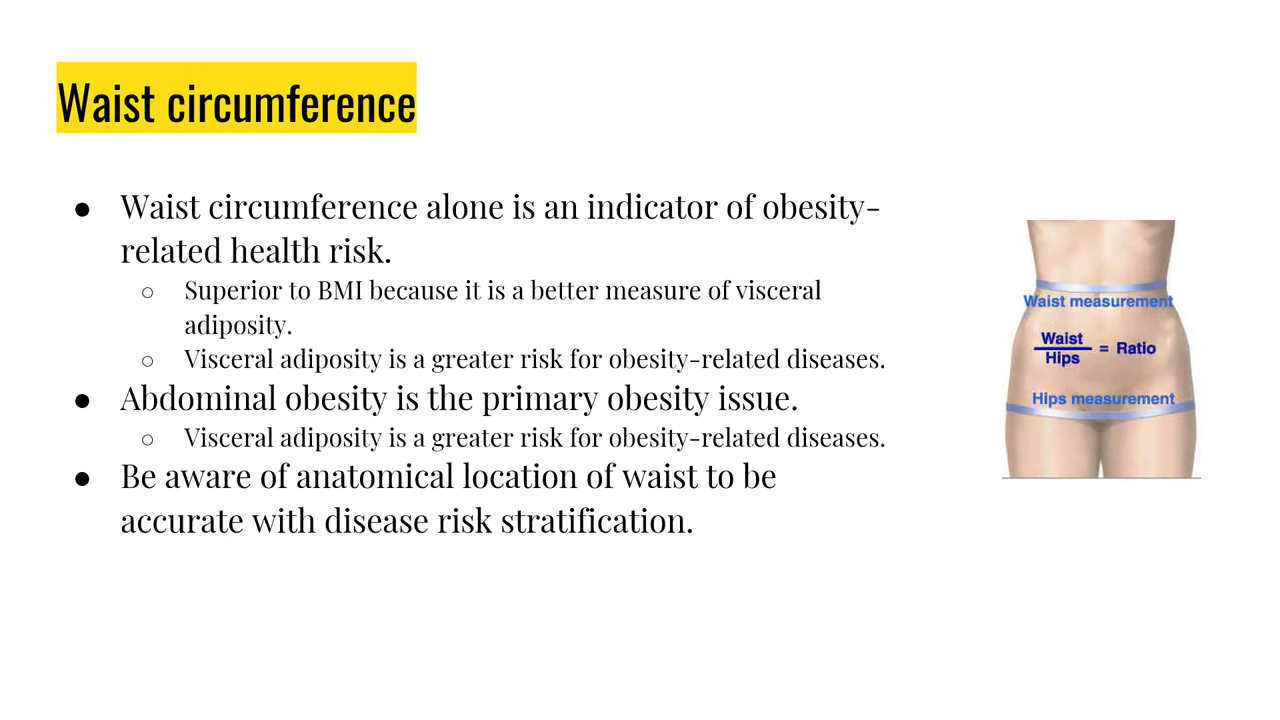 Waist circumference
● Waist circumference alone is an indicator of obesity-
related health risk.
○ Superior to BMI because it is a better measure of visceral
adiposity.
○ Visceral adiposity is a greater risk for obesity-related diseases.
● Abdominal obesity is the primary obesity issue.
○ Visceral adiposity is a greater risk for obesity-related diseases.
● Be aware of anatomical location of waist to be
accurate with disease risk stratification.
Waist measurement
Waist
Hips
= Ratio
Hips measurement